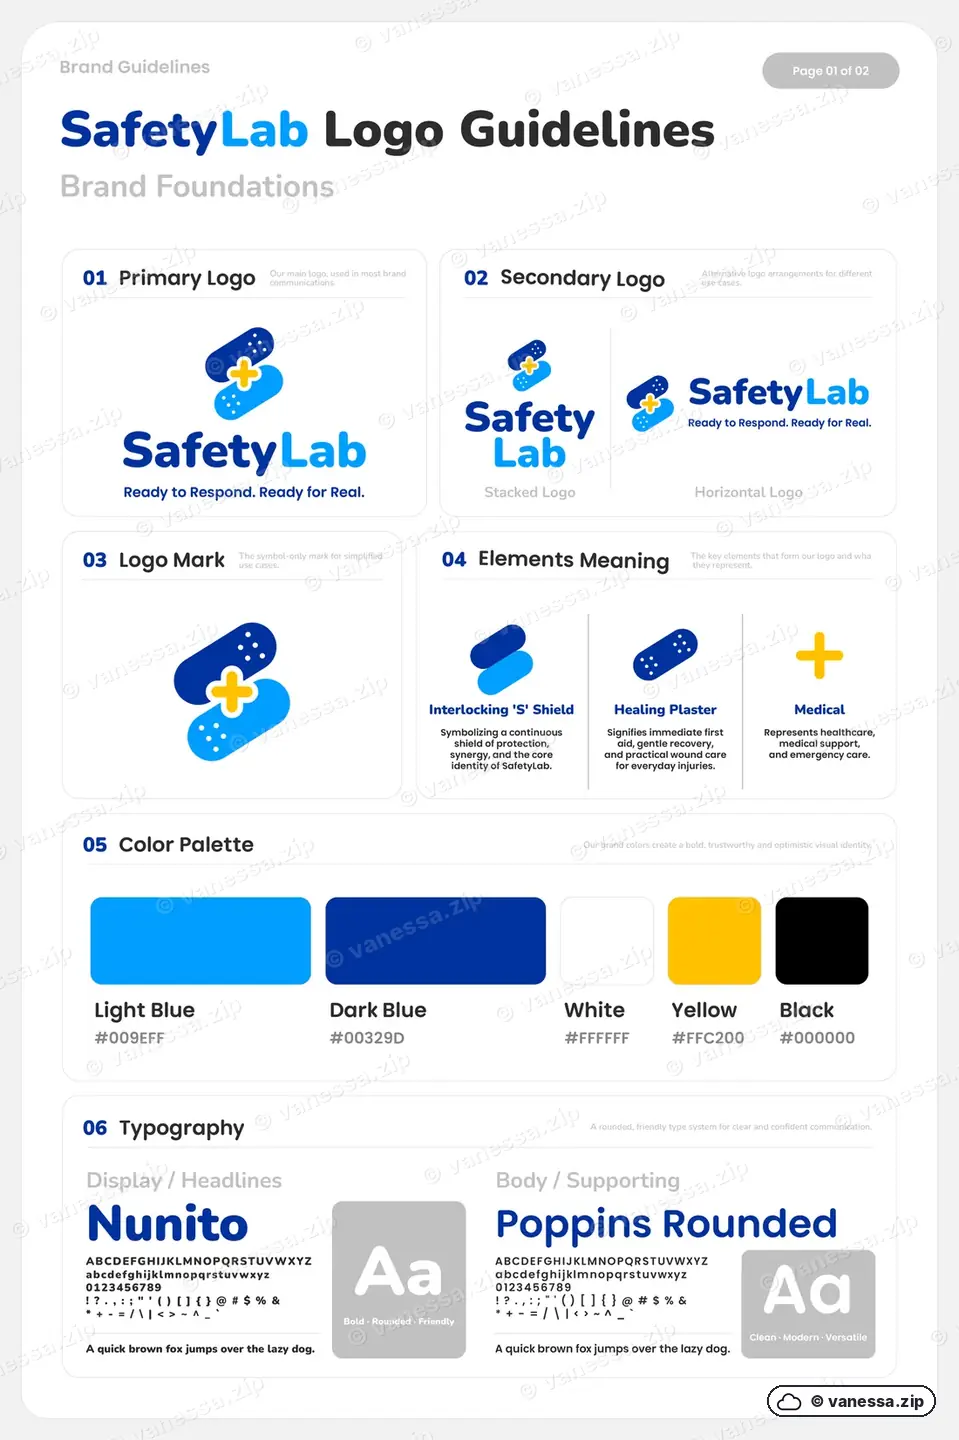 Brand Guidelines
Page 01 of 02
SafetyLab Logo Guidelines
Brand Foundations
01 Primary Logo
Our main logo, used in most brand
communications.
SafetyLab
Ready to Respond. Ready for Real.
02 Secondary Logo
Alternative logo arrangements for different
use cases.
Safety
Lab
Stacked Logo
SafetyLab
Ready to Respond. Ready for Real.
Horizontal Logo
03 Logo Mark
The symbol-only mark for simplified
use cases.
04 Elements Meaning
The key elements that form our logo and wha
they represent.
Interlocking 'S' Shield
Symbolizing a continuous
shield of protection,
synergy, and the core
identity of SafetyLab.
Healing Plaster
Signifies immediate first
aid, gentle recovery,
and practical wound care
for everyday injuries.
Medical
Represents healthcare,
medical support,
and emergency care.
05 Color Palette
Our brand colors create a bold, trustworthy and optimistic visual identity.
Light Blue
#009EFF
Dark Blue
#00329D
White
#FFFFFF
Yellow
#FFC200
Black
#000000
06 Typography
A rounded, friendly type system for clear and confident communication.
Display / Headlines
Nunito
ABCDEFGHIJKLMNOPQRSTUVWXYZ
abcdefghijklmnopqrstuvwxyz
0123456789
! ? . , : ; " ' ( ) [ ] { } @ # $ % &
* + - = / \ | < > ~ ^ _ `
A quick brown fox jumps over the lazy dog.
Aa
Bold · Rounded · Friendly
Body / Supporting
Poppins Rounded
ABCDEFGHIJKLMNOPQRSTUVWXYZ
abcdefghijklmnopqrstuvwxyz
0123456789
! ? . , : ; " ' ( ) [ ] { } @ # $ % &
* + - = / \ | < > ~ ^ _ `
A quick brown fox jumps over the lazy dog.
Aa
Clean · Modern · Versatile
© vanessa.zip